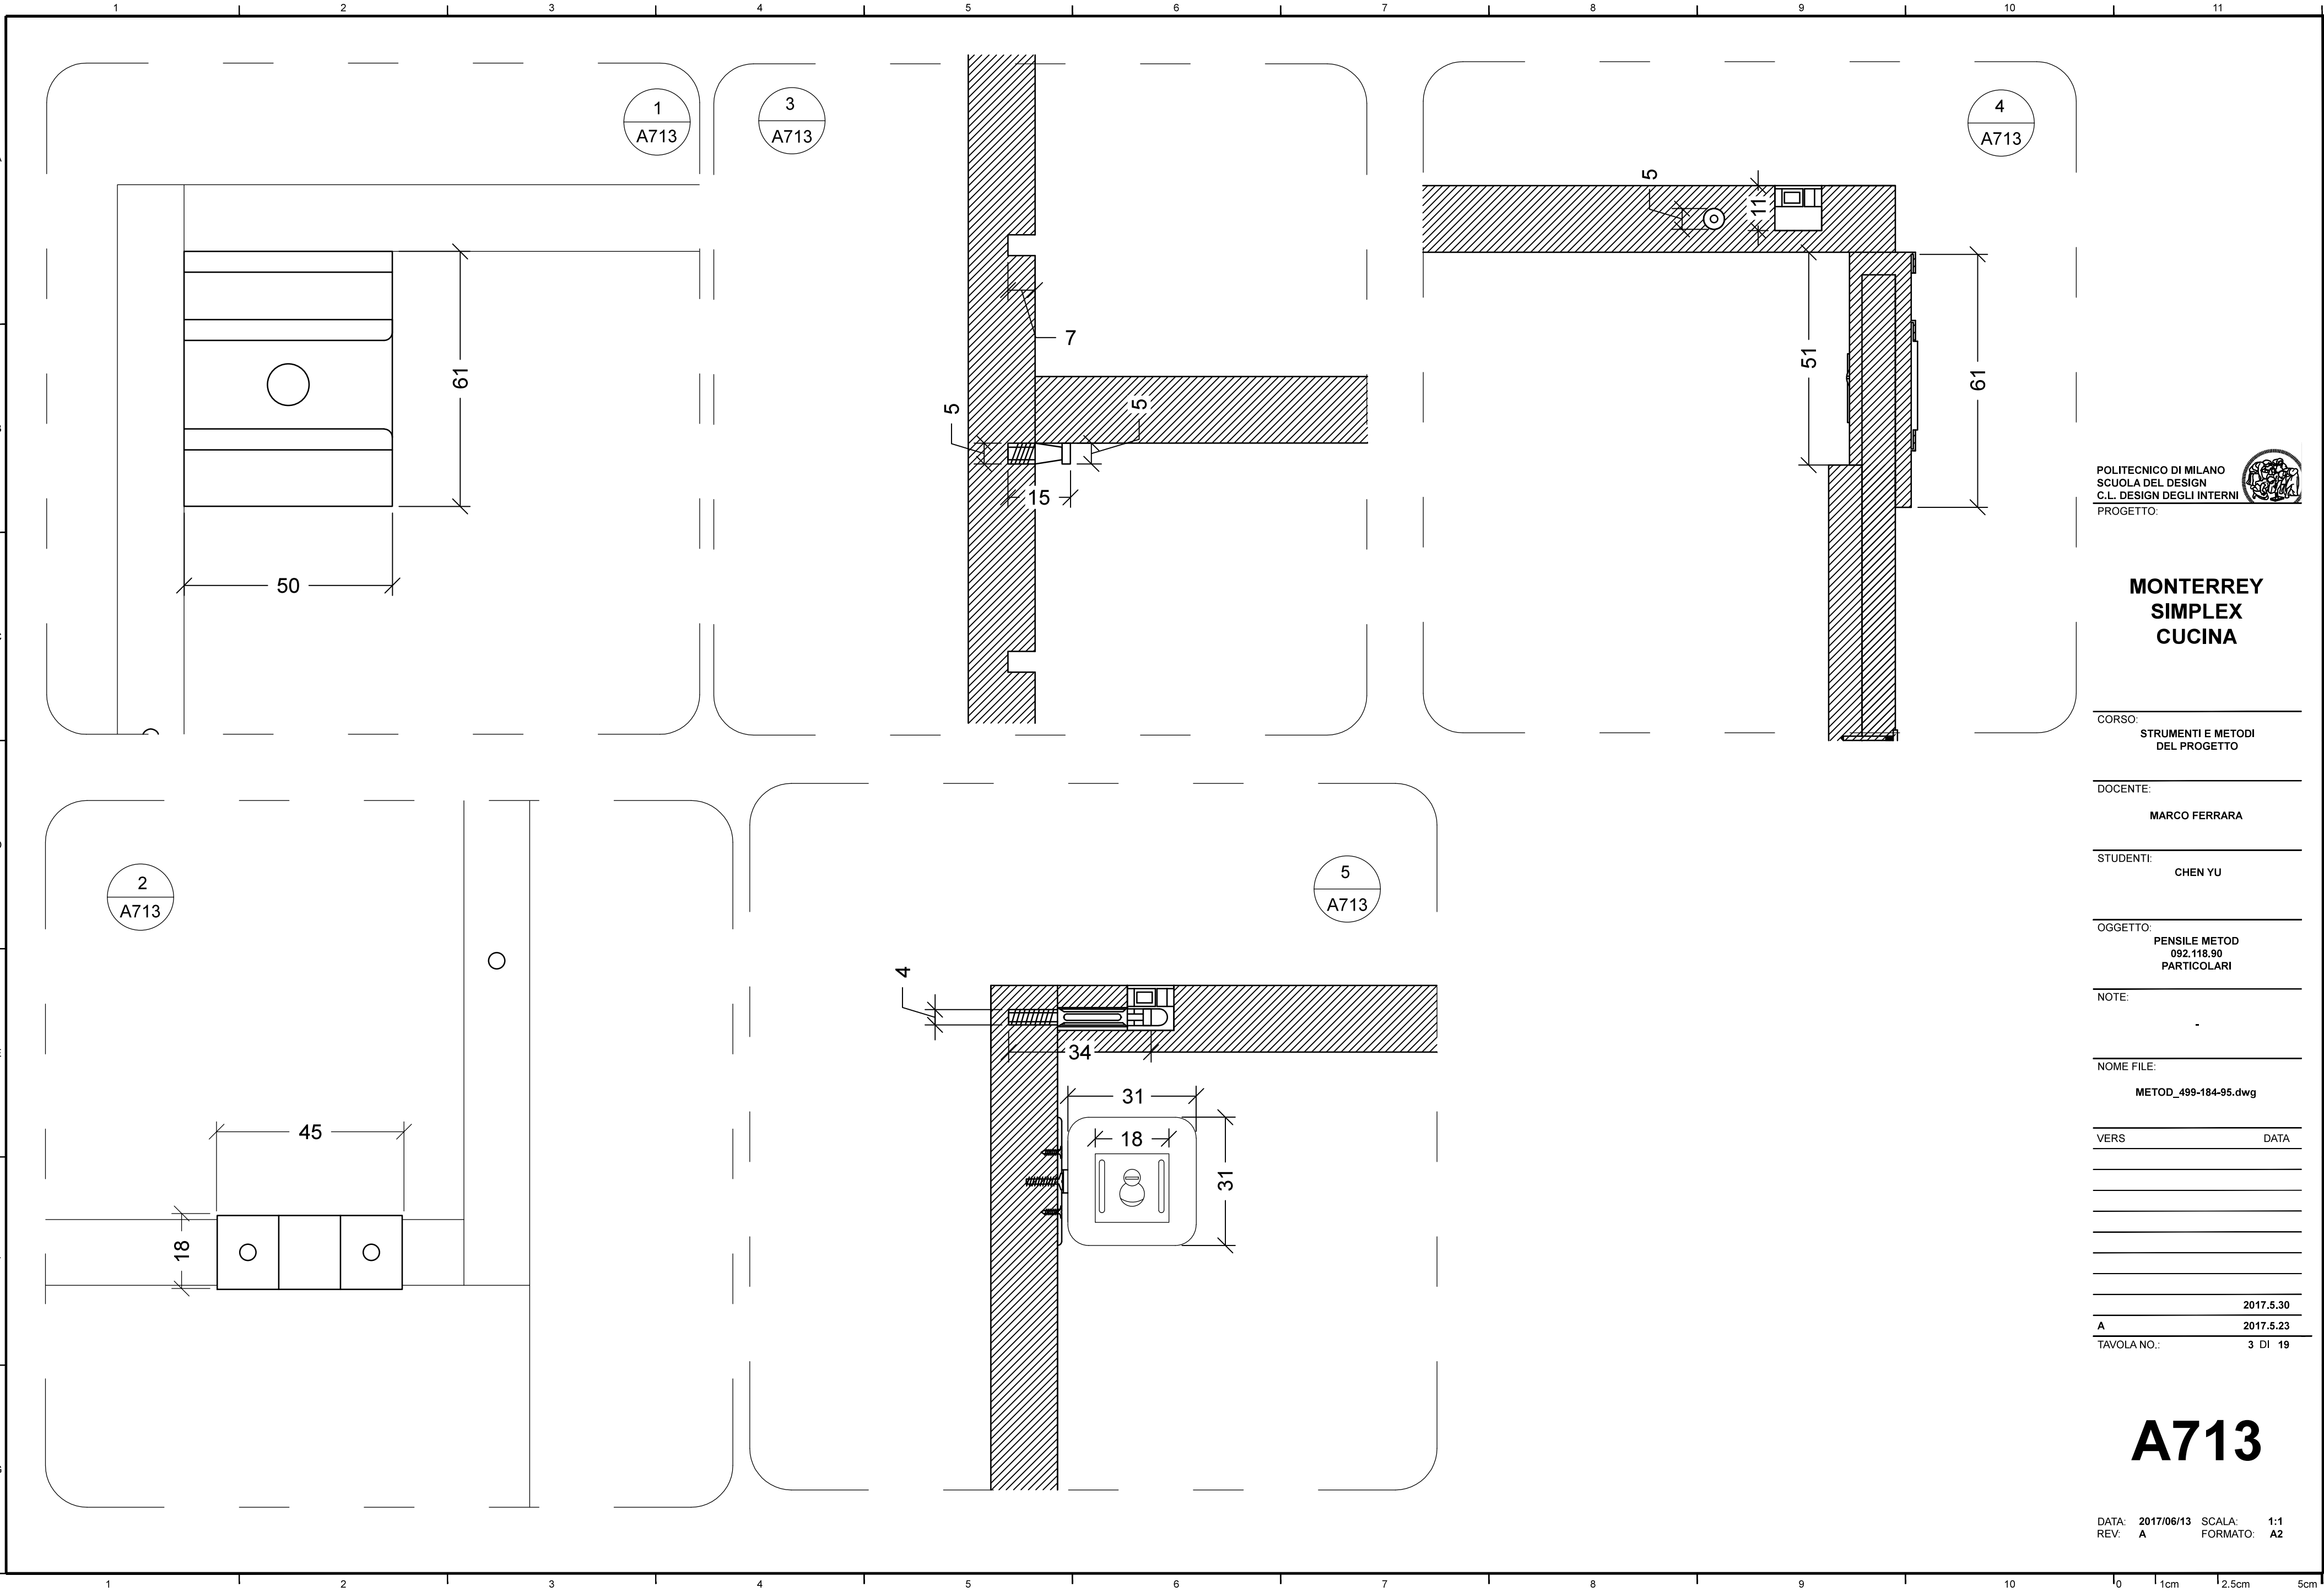 1 2 3 4 5 6 7 8 9 10 11
1
A713
61
50
3
A713
7
5
5
15
4
A713
5
11
51
61
2
A713
45
18
5
A713
4
34
31
18
31
POLITECNICO DI MILANO
SCUOLA DEL DESIGN
C.L. DESIGN DEGLI INTERNI
PROGETTO:
MONTERREY
SIMPLEX
CUCINA
CORSO:
STRUMENTI E METODI
DEL PROGETTO
DOCENTE:
MARCO FERRARA
STUDENTI:
CHEN YU
OGGETTO:
PENSILE METOD
092.118.90
PARTICOLARI
NOTE:
-
NOME FILE:
METOD_499-184-95.dwg
VERS DATA
2017.5.30
A 2017.5.23
TAVOLA NO.: 3 DI 19
A713
DATA: 2017/06/13 SCALA: 1:1
REV: A FORMATO: A2
1 2 3 4 5 6 7 8 9 10 0 1cm 2.5cm 5cm